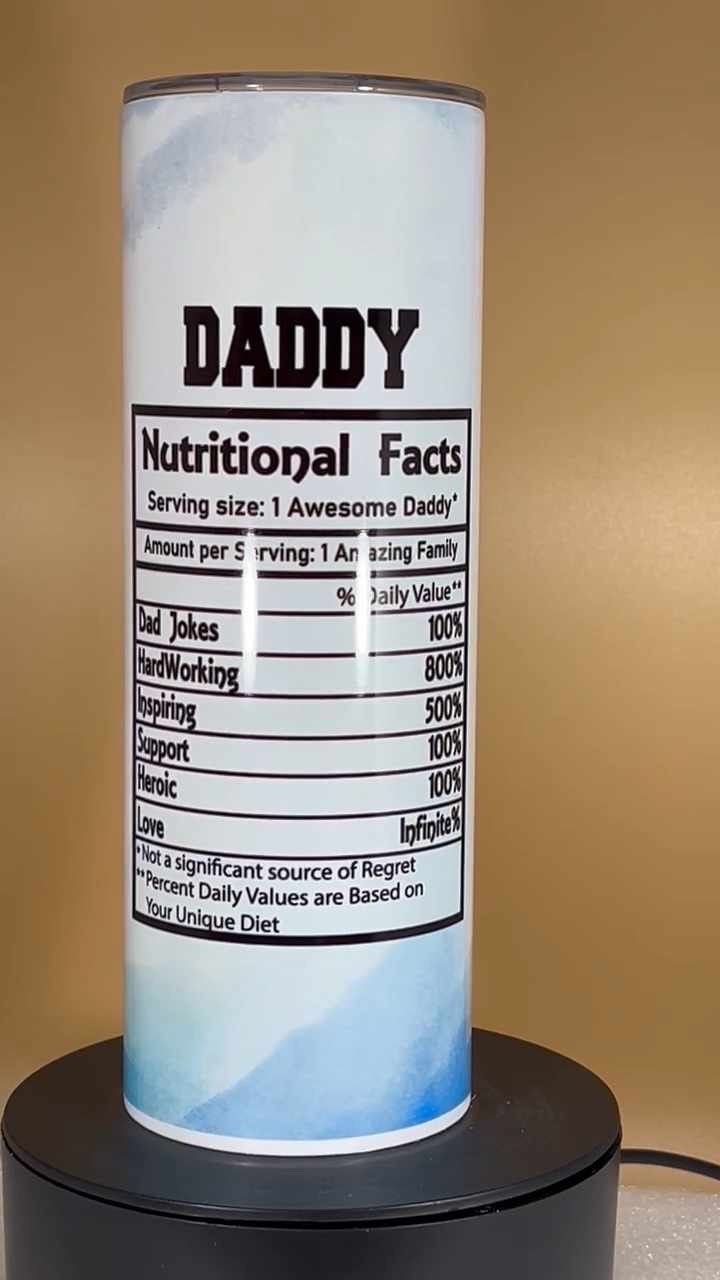 DADDY
Nutritional Facts
Serving size: 1 Awesome Daddy*
Amount per Serving: 1 Amazing Family
% Daily Value**
Dad Jokes 100%
HardWorking 800%
Inspiring 500%
Support 100%
Heroic 100%
Love Infinite%
*Not a significant source of Regret
**Percent Daily Values are Based on
Your Unique Diet